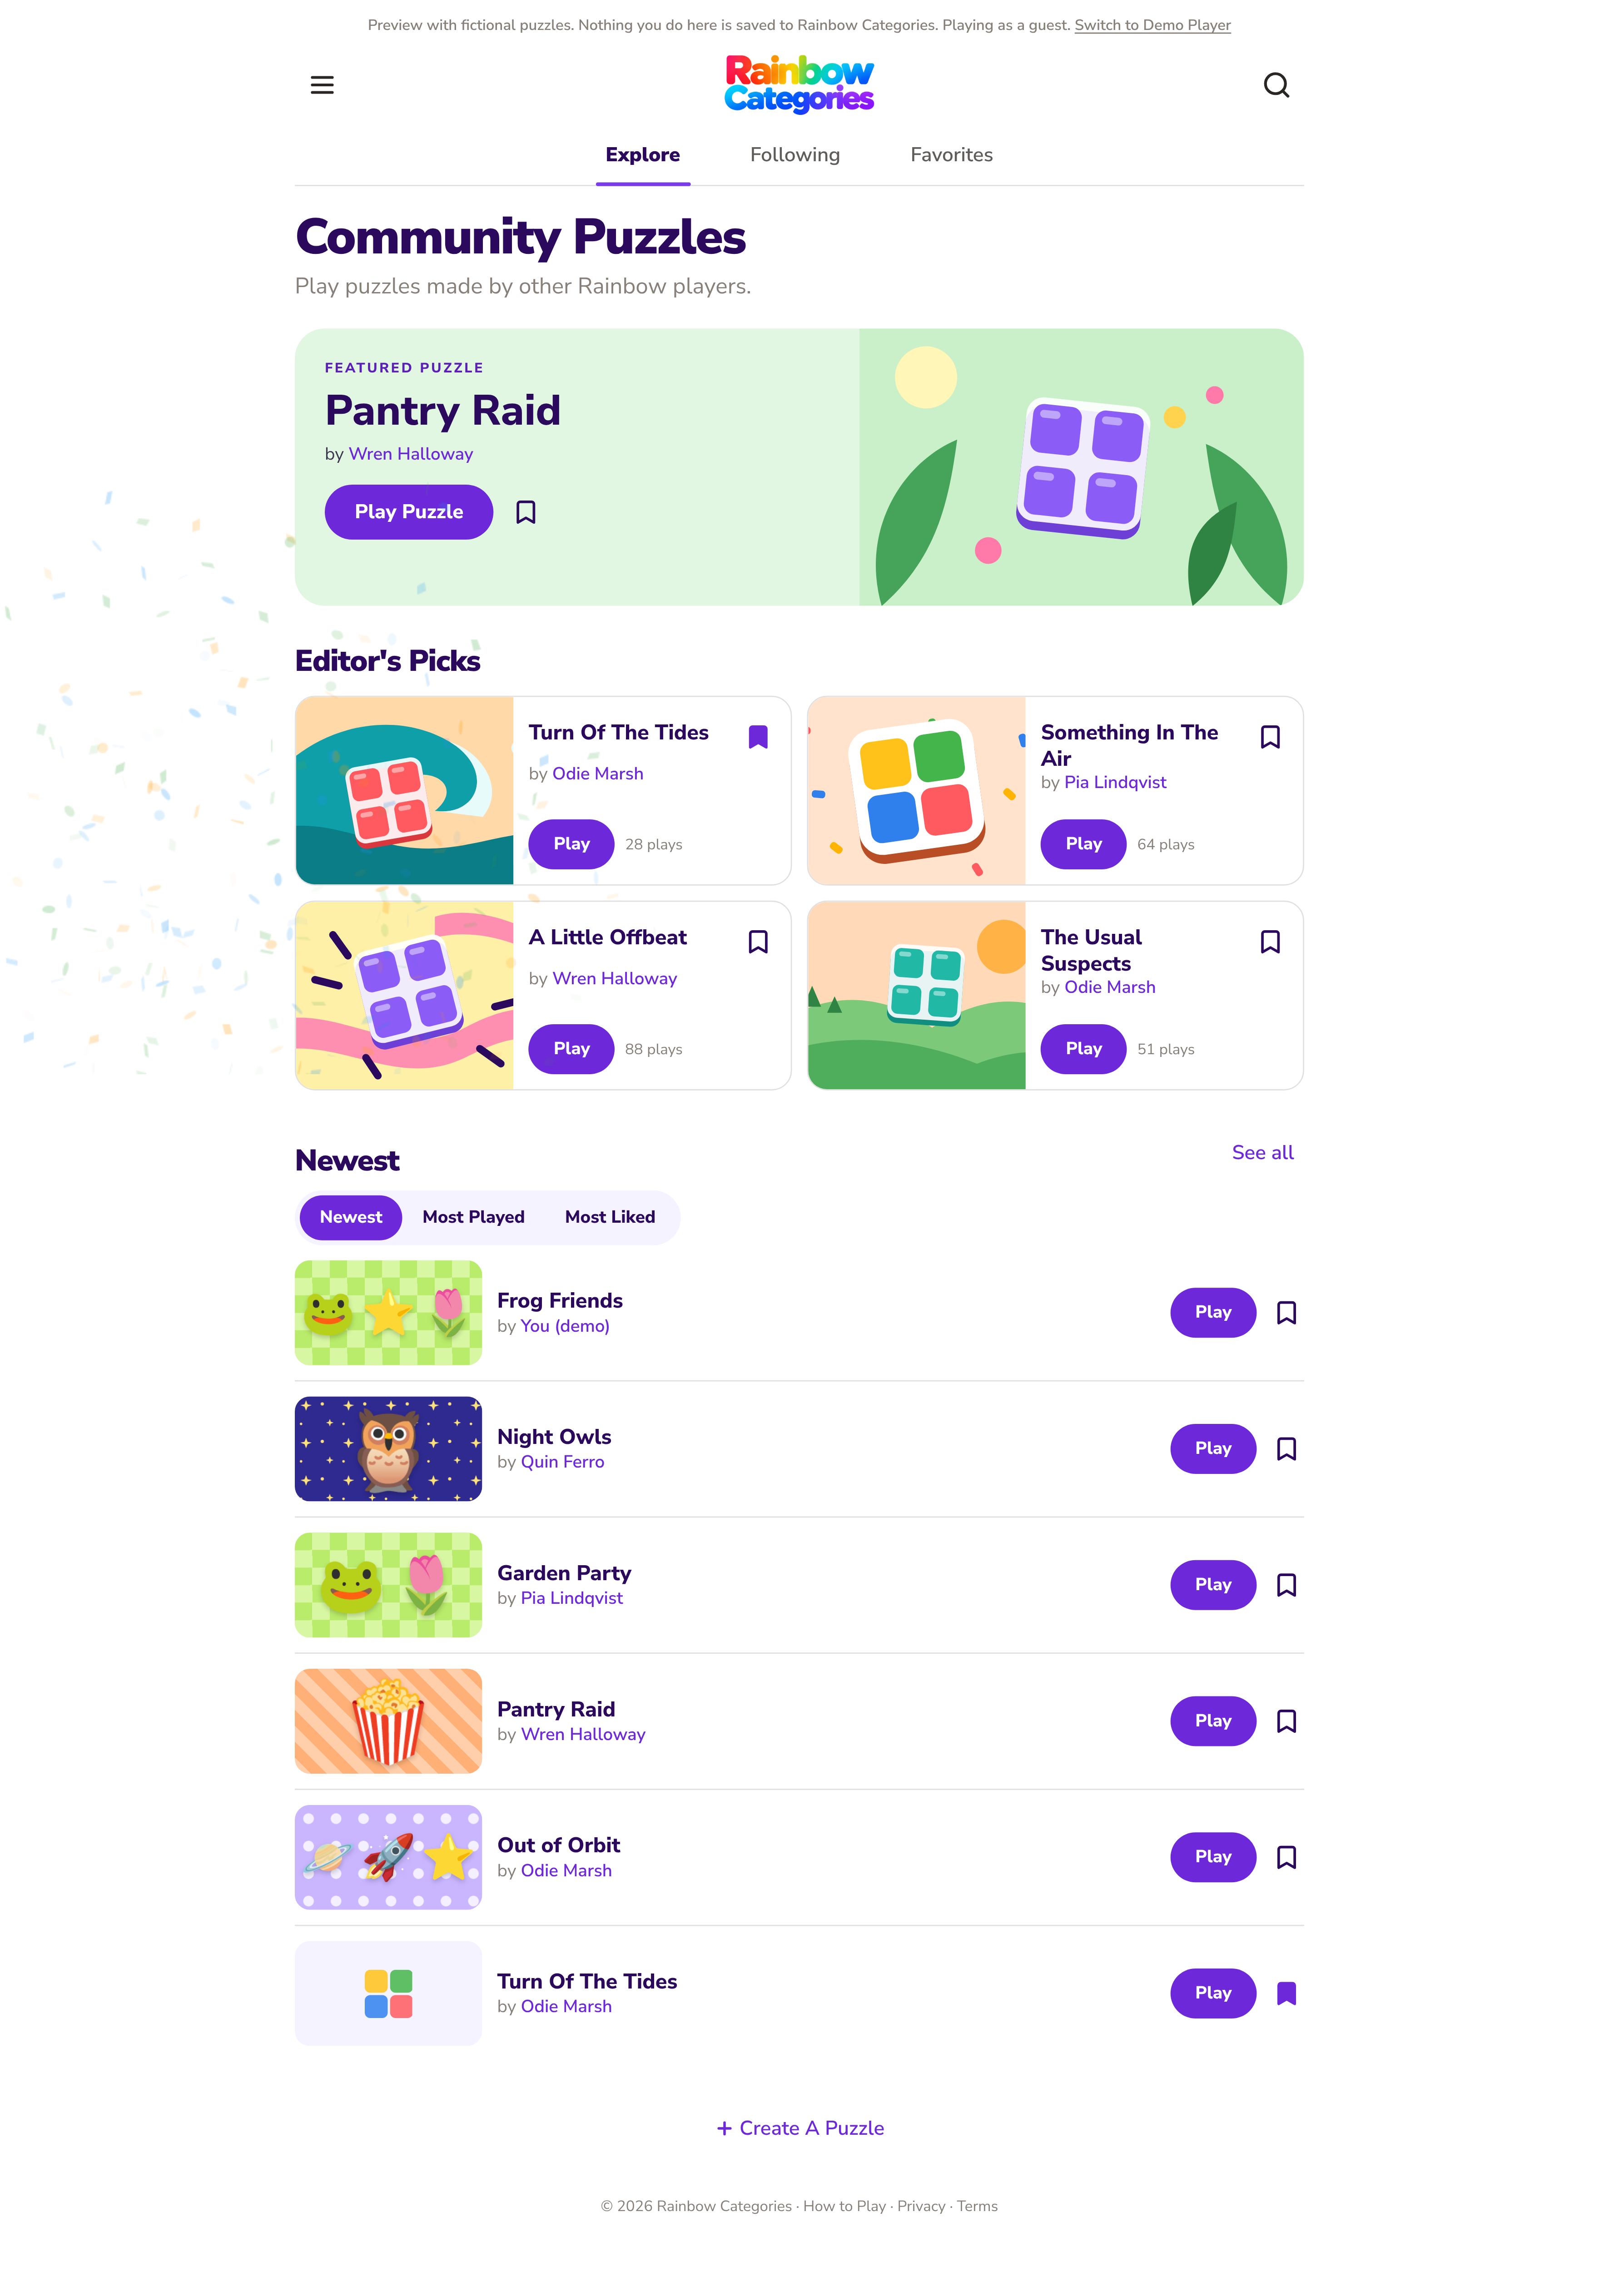 Preview with fictional puzzles. Nothing you do here is saved to Rainbow Categories. Playing as a guest. Switch to Demo Player
Rainbow
Categories
Explore Following Favorites
Community Puzzles
Play puzzles made by other Rainbow players.
FEATURED PUZZLE
Pantry Raid
by Wren Halloway
Play Puzzle
Editor's Picks
Turn Of The Tides
by Odie Marsh
Play 28 plays
Something In The
Air
by Pia Lindqvist
Play 64 plays
A Little Offbeat
by Wren Halloway
Play 88 plays
The Usual
Suspects
by Odie Marsh
Play 51 plays
Newest
See all
Newest Most Played Most Liked
Frog Friends
by You (demo)
Play
Night Owls
by Quin Ferro
Play
Garden Party
by Pia Lindqvist
Play
Pantry Raid
by Wren Halloway
Play
Out of Orbit
by Odie Marsh
Play
Turn Of The Tides
by Odie Marsh
Play
+ Create A Puzzle
© 2026 Rainbow Categories · How to Play · Privacy · Terms